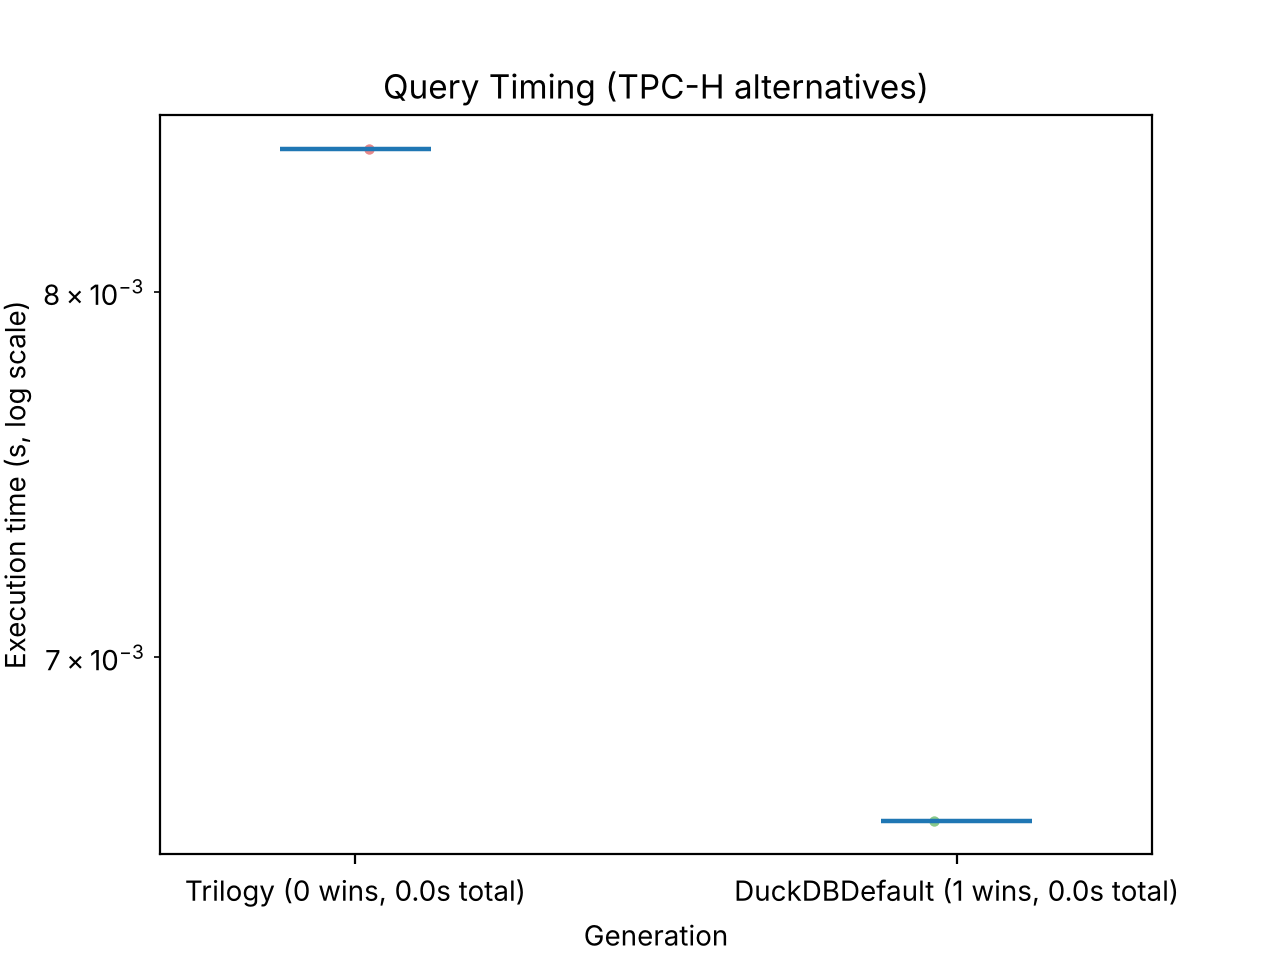 Query Timing (TPC-H alternatives)
Execution time (s, log scale)
8 × 10⁻³
7 × 10⁻³
Trilogy (0 wins, 0.0s total)
DuckDBDefault (1 wins, 0.0s total)
Generation